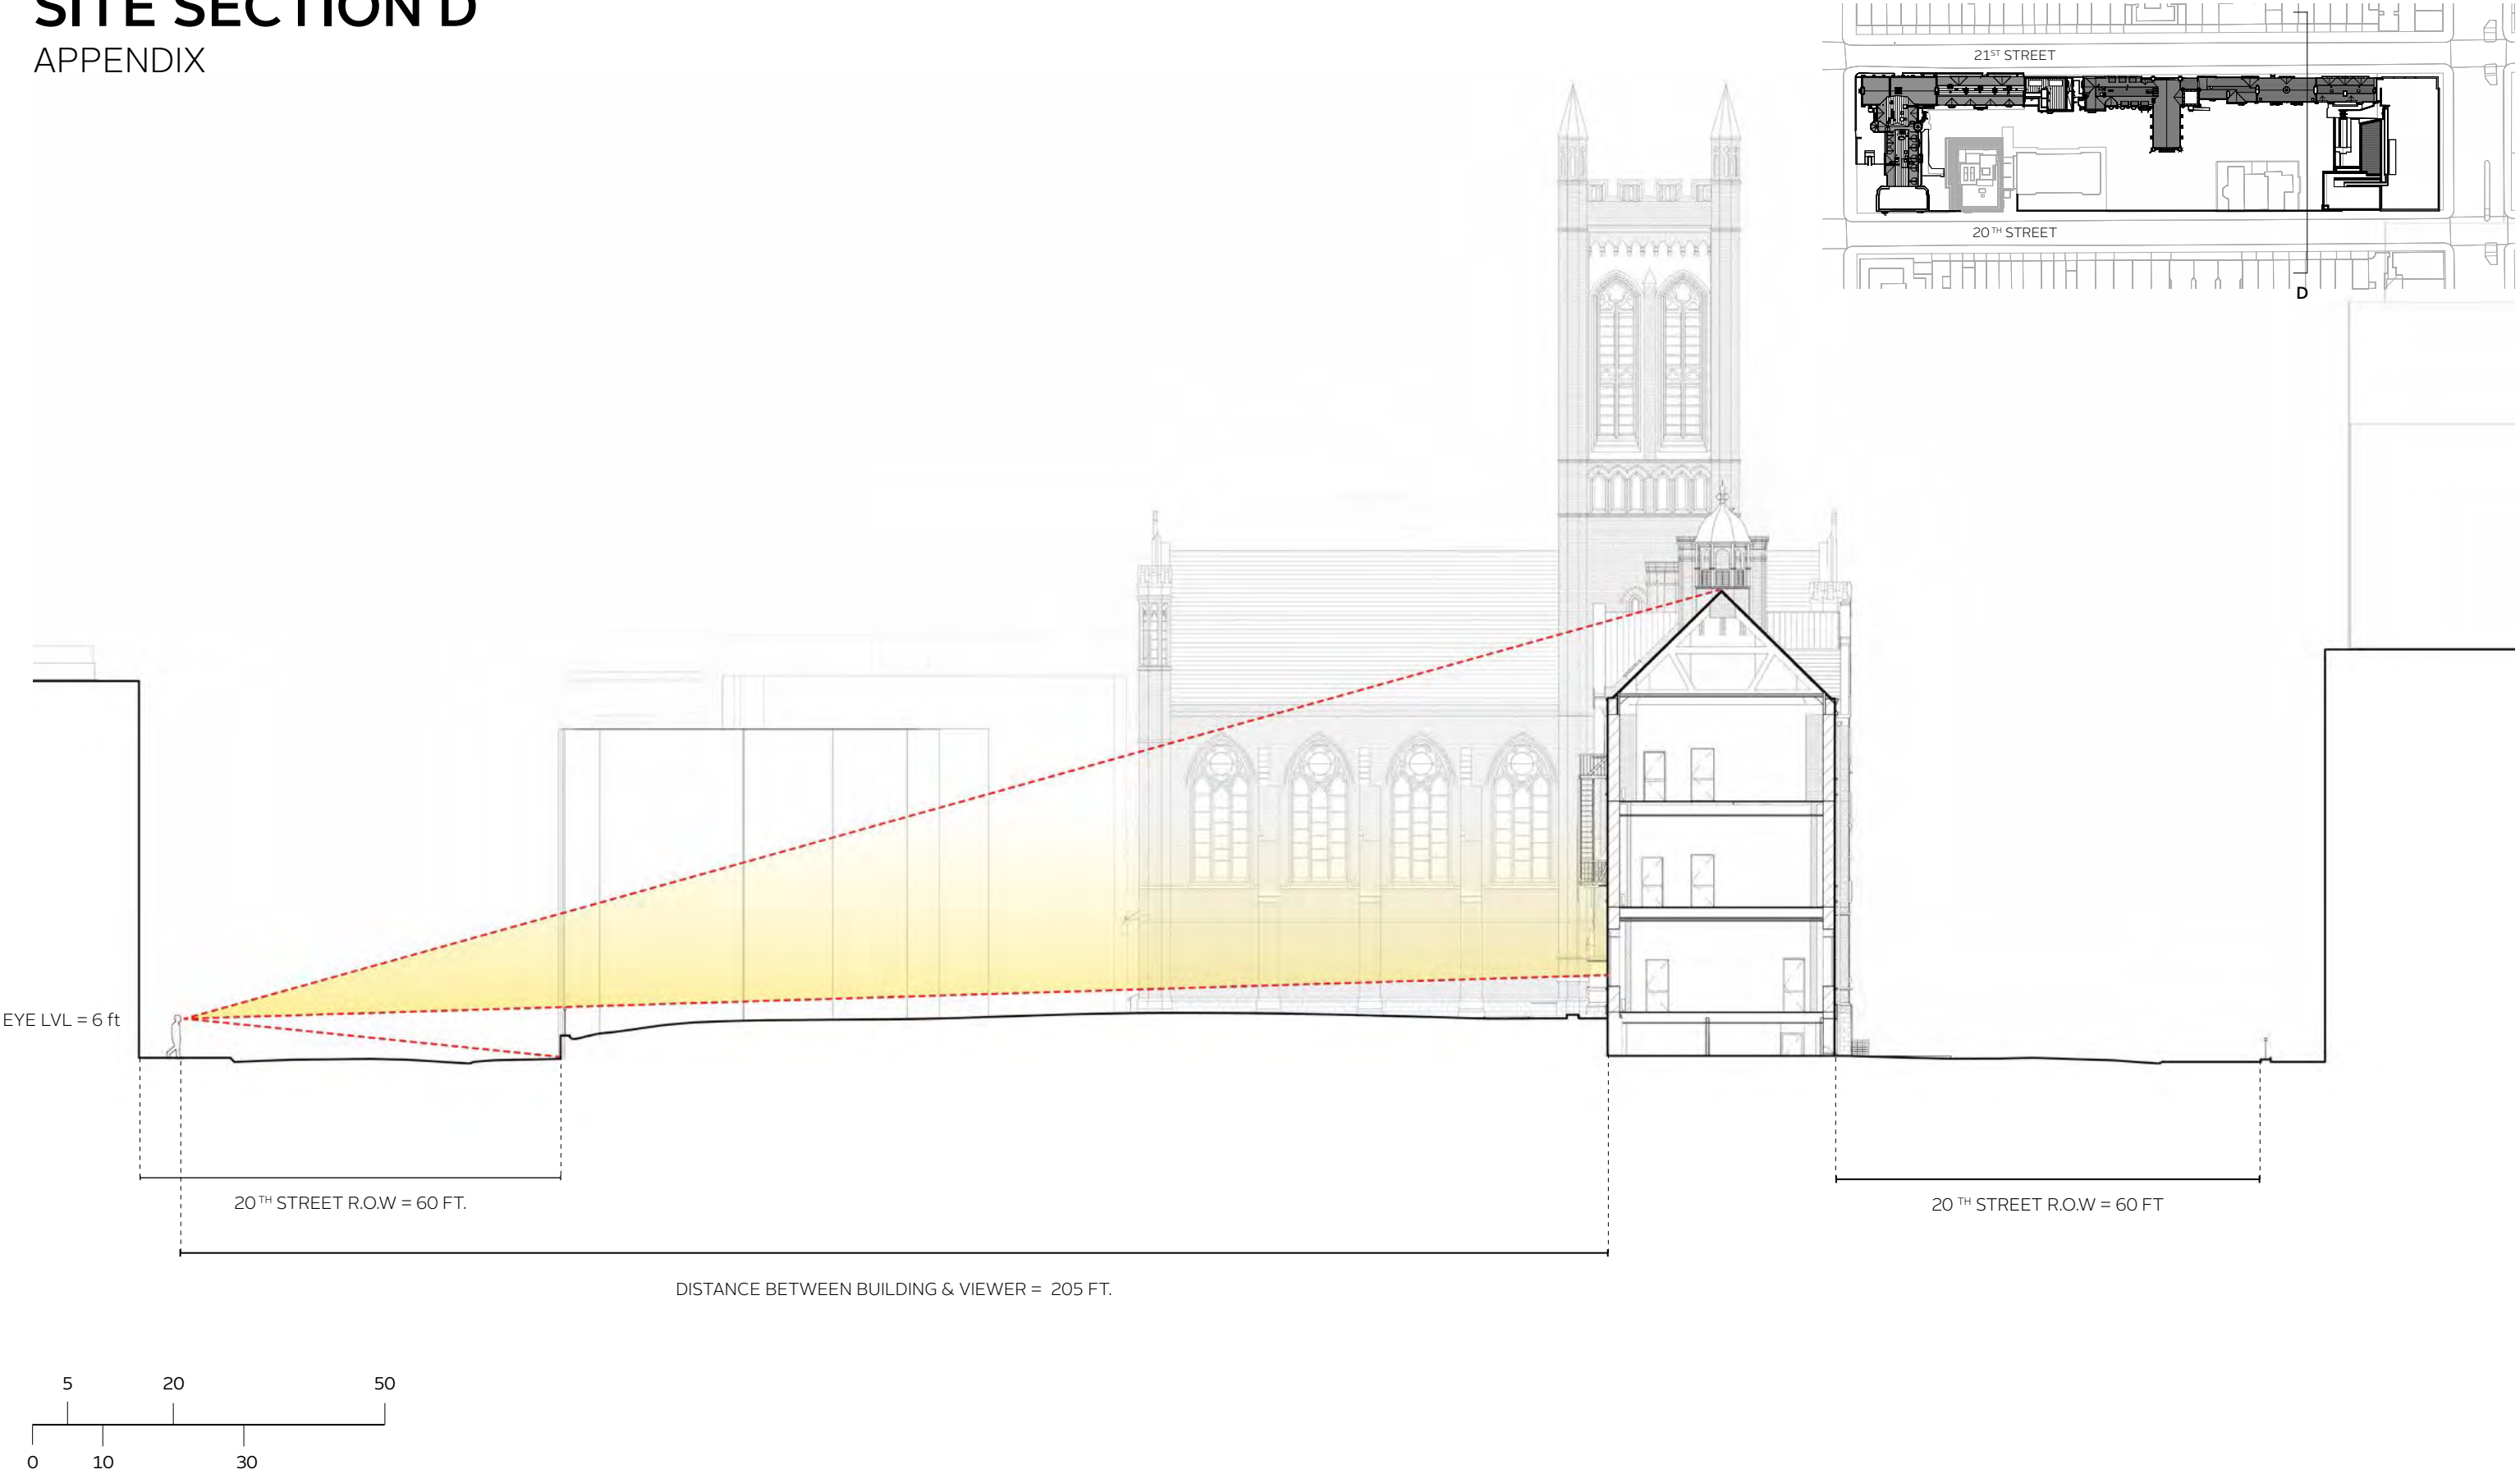 SITE SECTION D
APPENDIX
21ST STREET
20TH STREET
D
EYE LVL = 6 ft
20TH STREET R.O.W = 60 FT.
20 TH STREET R.O.W = 60 FT
DISTANCE BETWEEN BUILDING & VIEWER = 205 FT.
5 20 50
0 10 30